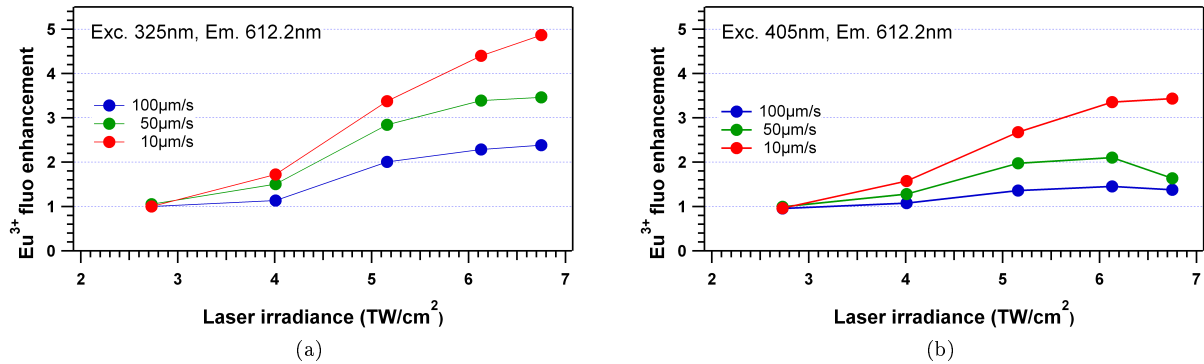 Exc. 325nm, Em. 612.2nm
Eu3+ fluo enhancement
5
4
3
2
1
0
100µm/s
50µm/s
10µm/s
2 3 4 5 6 7
Laser irradiance (TW/cm2)
(a)
Exc. 405nm, Em. 612.2nm
Eu3+ fluo enhancement
5
4
3
2
1
0
100µm/s
50µm/s
10µm/s
2 3 4 5 6 7
Laser irradiance (TW/cm2)
(b)